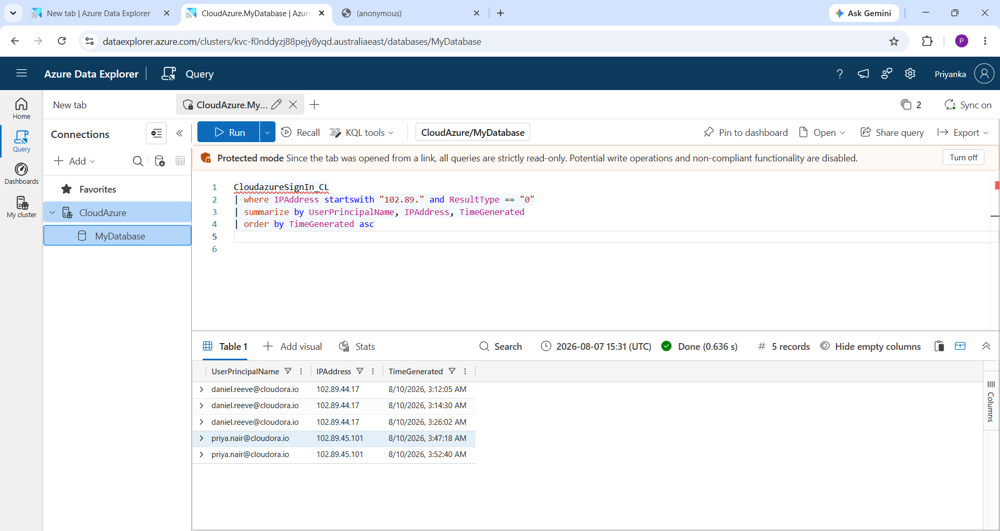 New tab | Azure Data Explorer
CloudAzure.MyDatabase | Azure
(anonymous)
Ask Gemini
dataexplorer.azure.com/clusters/kvc-f0nddyzj88pejy8yqd.australiaeast/databases/MyDatabase
P
Azure Data Explorer
Query
Priyanka
Home
Query
Dashboards
My cluster
New tab
CloudAzure.My...
2
Sync on
Connections
Add
Favorites
CloudAzure
MyDatabase
Run
Recall
KQL tools
CloudAzure/MyDatabase
Pin to dashboard
Open
Share query
Export
Protected mode Since the tab was opened from a link, all queries are strictly read-only. Potential write operations and non-compliant functionality are disabled.
Turn off
1 CloudazureSignIn_CL
2 | where IPAddress startswith "102.89." and ResultType == "0"
3 | summarize by UserPrincipalName, IPAddress, TimeGenerated
4 | order by TimeGenerated asc
5
6
Table 1
Add visual
Stats
Search
2026-08-07 15:31 (UTC)
Done (0.636 s)
# 5 records
Hide empty columns
UserPrincipalName IPAddress TimeGenerated
daniel.reeve@cloudora.io 102.89.44.17 8/10/2026, 3:12:05 AM
daniel.reeve@cloudora.io 102.89.44.17 8/10/2026, 3:14:30 AM
daniel.reeve@cloudora.io 102.89.44.17 8/10/2026, 3:26:02 AM
priya.nair@cloudora.io 102.89.45.101 8/10/2026, 3:47:18 AM
priya.nair@cloudora.io 102.89.45.101 8/10/2026, 3:52:40 AM
Columns